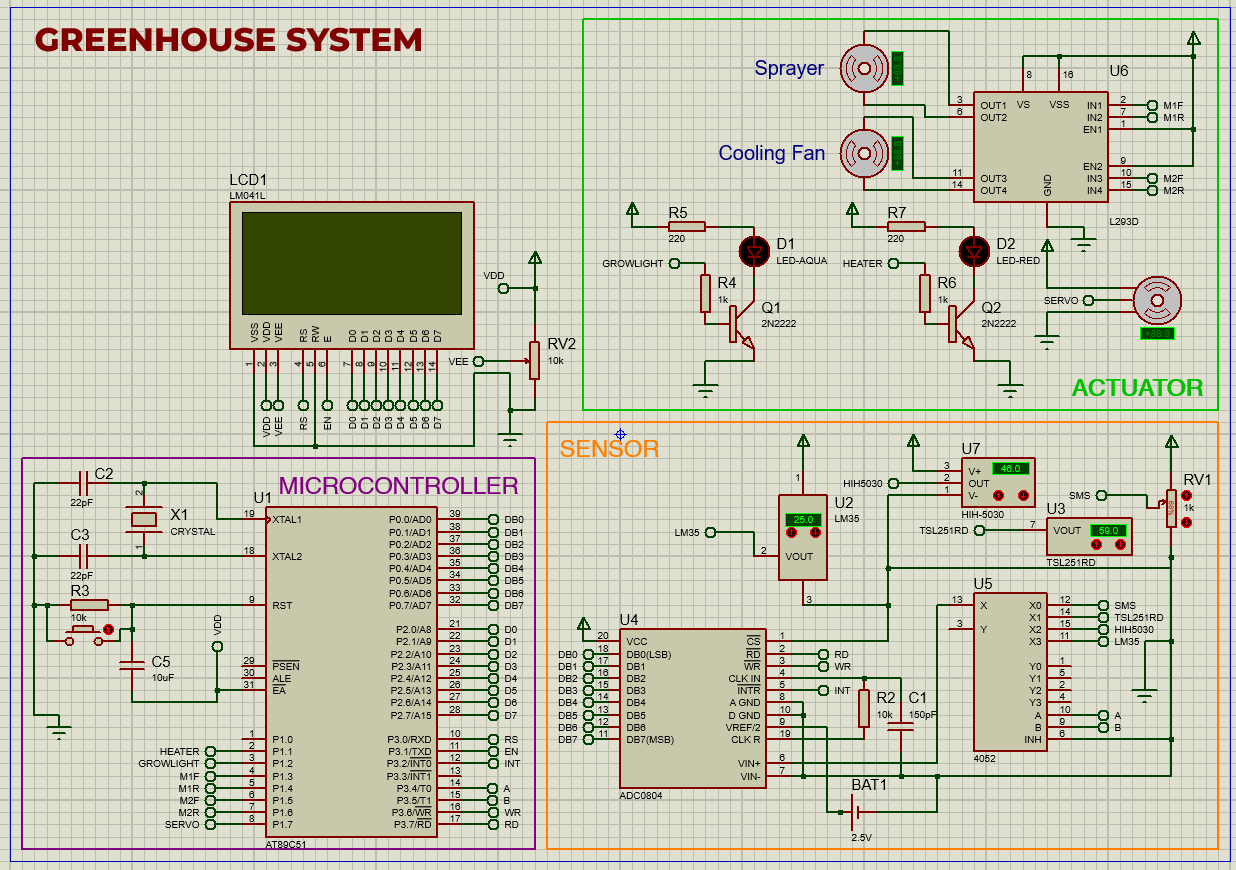 GREENHOUSE SYSTEM
LCD1
LM041L
VSS
VDD
VEE
RS
RW
E
D0
D1
D2
D3
D4
D5
D6
D7
1
2
3
4
5
6
7
8
9
10
11
12
13
14
VDD
VEE
RS
EN
D0
D1
D2
D3
D4
D5
D6
D7
VDD
VEE
RV2
10k
Sprayer
Cooling Fan
U6
8
16
VS
VSS
3 OUT1
6 OUT2
11 OUT3
14 OUT4
IN1 2 M1F
IN2 7 M1R
EN1 1
EN2 9
IN3 10 M2F
IN4 15 M2R
GND
L293D
R5
220
D1
LED-AQUA
GROWLIGHT
R4
1k
Q1
2N2222
R7
220
D2
LED-RED
HEATER
R6
1k
Q2
2N2222
SERVO
ACTUATOR
MICROCONTROLLER
C2
22pF
X1
CRYSTAL
2
1
C3
22pF
R3
10k
C5
10uF
VDD
U1
19 XTAL1
18 XTAL2
9 RST
29 PSEN
30 ALE
31 EA
1 P1.0
HEATER 2 P1.1
GROWLIGHT 3 P1.2
M1F 4 P1.3
M1R 5 P1.4
M2F 6 P1.5
M2R 7 P1.6
SERVO 8 P1.7
P0.0/AD0 39 DB0
P0.1/AD1 38 DB1
P0.2/AD2 37 DB2
P0.3/AD3 36 DB3
P0.4/AD4 35 DB4
P0.5/AD5 34 DB5
P0.6/AD6 33 DB6
P0.7/AD7 32 DB7
P2.0/A8 21 D0
P2.1/A9 22 D1
P2.2/A10 23 D2
P2.3/A11 24 D3
P2.4/A12 25 D4
P2.5/A13 26 D5
P2.6/A14 27 D6
P2.7/A15 28 D7
P3.0/RXD 10 RS
P3.1/TXD 11 EN
P3.2/INT0 12 INT
P3.3/INT1 13
P3.4/T0 14 A
P3.5/T1 15 B
P3.6/WR 16 WR
P3.7/RD 17 RD
AT89C51
SENSOR
LM35
1
2
3
U2
LM35
25.0
VOUT
HIH5030
U7
3 V+
2 OUT
1 V-
46.0
HIH-5030
TSL251RD
7
U3
VOUT
59.0
TSL251RD
SMS
RV1
1k
U4
20 VCC
DB0 18 DB0(LSB)
DB1 17 DB1
DB2 16 DB2
DB3 15 DB3
DB4 14 DB4
DB5 13 DB5
DB6 12 DB6
DB7 11 DB7(MSB)
CS 1
RD 2 RD
WR 3 WR
CLK IN 4
INTR 5 INT
A GND 8
D GND 10
VREF/2 9
CLK R 19
VIN+ 6
VIN- 7
ADC0804
R2
10k
C1
150pF
BAT1
2.5V
U5
13 X
3 Y
X0 12 SMS
X1 14 TSL251RD
X2 15 HIH5030
X3 11 LM35
Y0 1
Y1 5
Y2 2
Y3 4
A 10 A
B 9 B
INH 6
4052